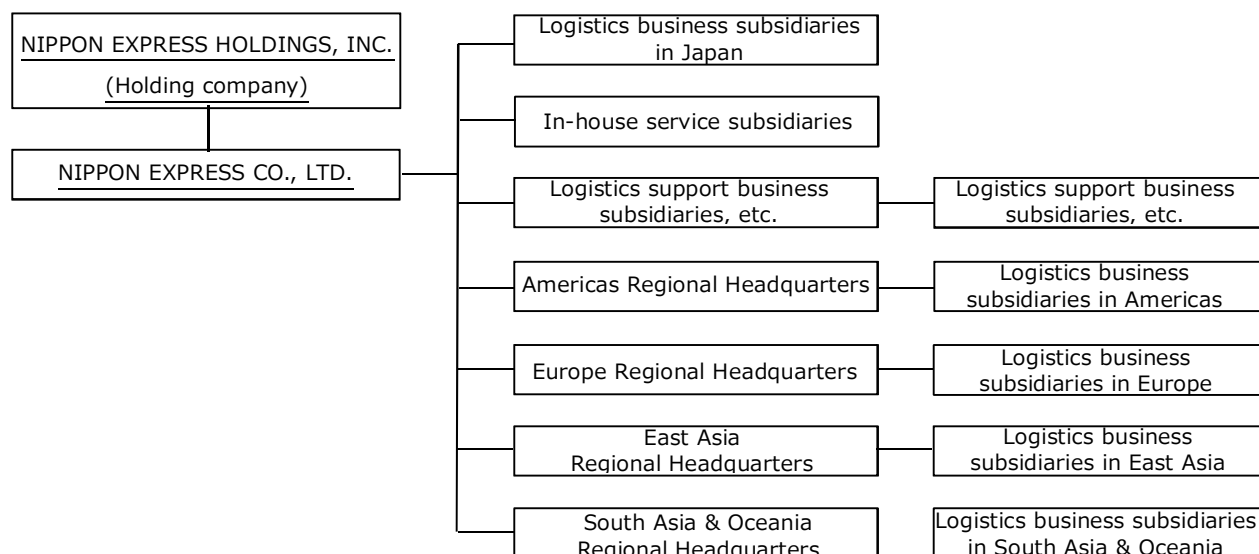 NIPPON EXPRESS HOLDINGS, INC.
(Holding company)
NIPPON EXPRESS CO., LTD.
Logistics business subsidiaries
in Japan
In-house service subsidiaries
Logistics support business
subsidiaries, etc.
Logistics support business
subsidiaries, etc.
Americas Regional Headquarters
Logistics business
subsidiaries in Americas
Europe Regional Headquarters
Logistics business
subsidiaries in Europe
East Asia
Regional Headquarters
Logistics business
subsidiaries in East Asia
South Asia & Oceania
Regional Headquarters
Logistics business subsidiaries
in South Asia & Oceania